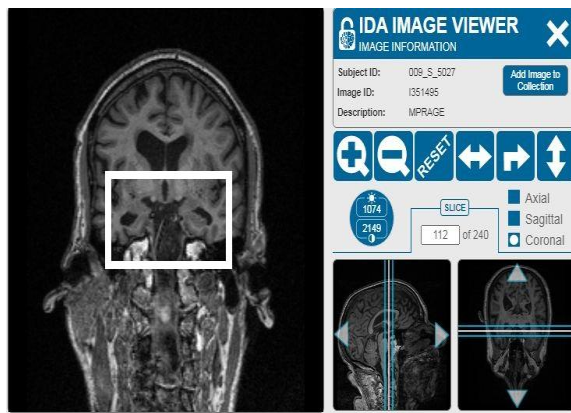 IDA IMAGE VIEWER
IMAGE INFORMATION
Subject ID: 009_S_5027
Image ID: I351495
Description: MPRAGE
Add Image to
Collection
RESET
1074
2149
SLICE
112 of 240
Axial
Sagittal
Coronal